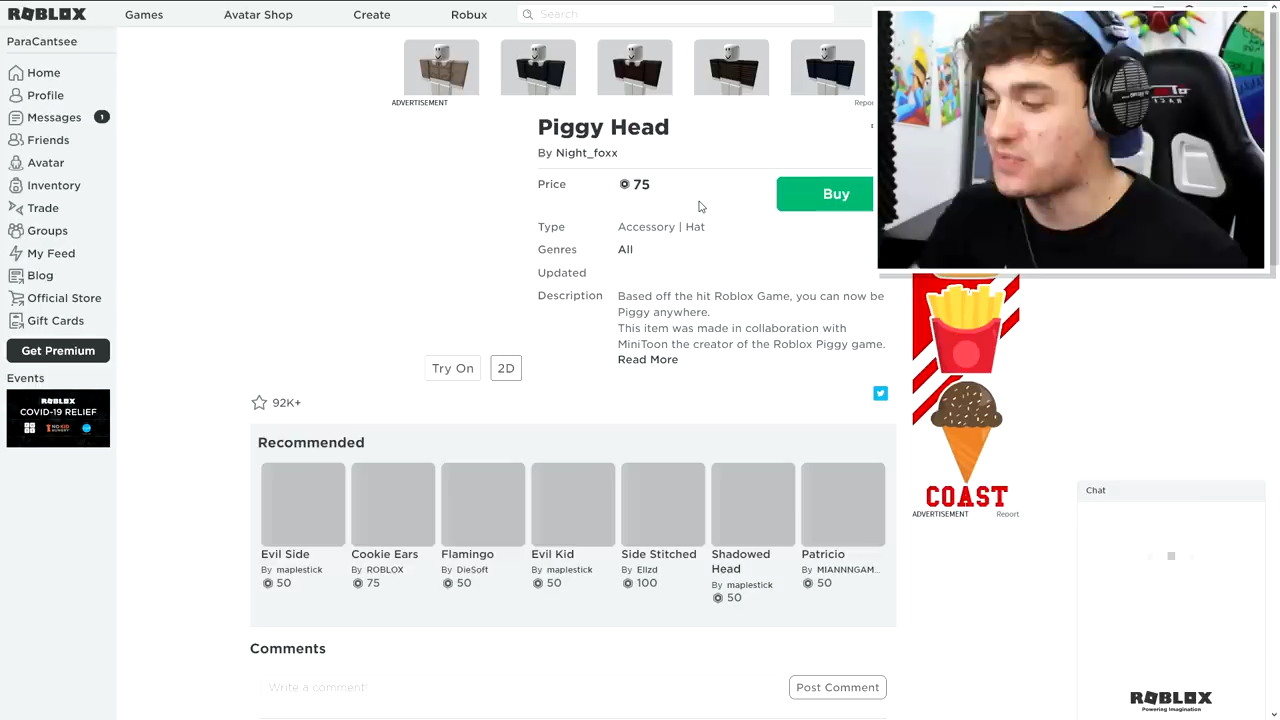 ROBLOX
Games
Avatar Shop
Create
Robux
Search
ParaCantsee
Home
Profile
Messages
1
Friends
Avatar
Inventory
Trade
Groups
My Feed
Blog
Official Store
Gift Cards
Get Premium
Events
ROBLOX
COVID-19 RELIEF
ADVERTISEMENT
Piggy Head
By Night_foxx
Price
75
Buy
Type
Accessory | Hat
Genres
All
Updated
Description
Based off the hit Roblox Game, you can now be
Piggy anywhere.
This item was made in collaboration with
MiniToon the creator of the Roblox Piggy game.
Read More
Try On
2D
92K+
Recommended
Evil Side
By maplestick
50
Cookie Ears
By ROBLOX
75
Flamingo
By DieSoft
50
Evil Kid
By maplestick
50
Side Stitched
By Ellzd
100
Shadowed
Head
By maplestick
50
Patricio
By MIANNNGAM...
50
Comments
Write a comment!
Post Comment
COAST
ADVERTISEMENT
Report
Chat
ROBLOX
Powering Imagination